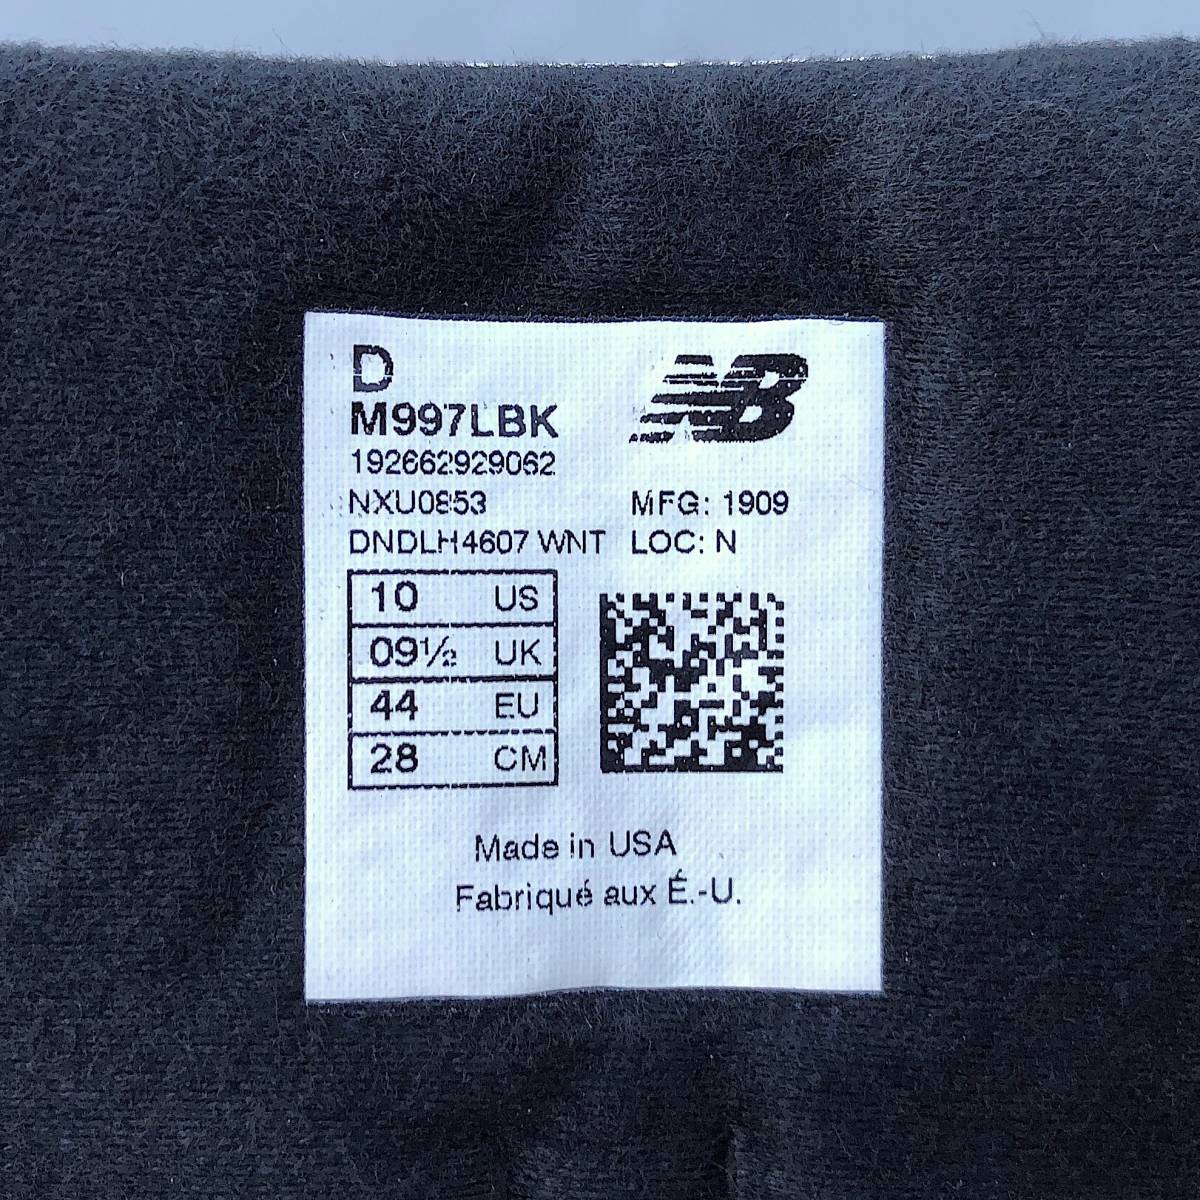 D
NB
M997LBK
192662929062
NXU0853
MFG: 1909
DNDLH4607 WNT
LOC: N
10 US
09½ UK
44 EU
28 CM
Made in USA
Fabriqué aux É.-U.